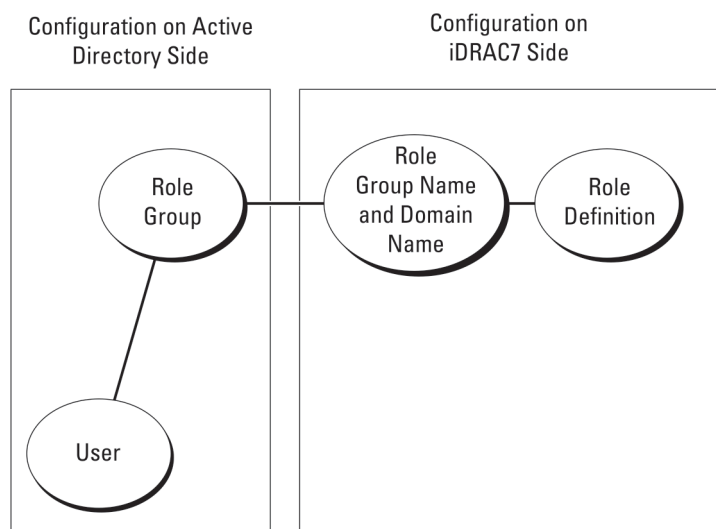 Configuration on Active
Directory Side
Configuration on
iDRAC7 Side
Role
Group
Role
Group Name
and Domain
Name
Role
Definition
User